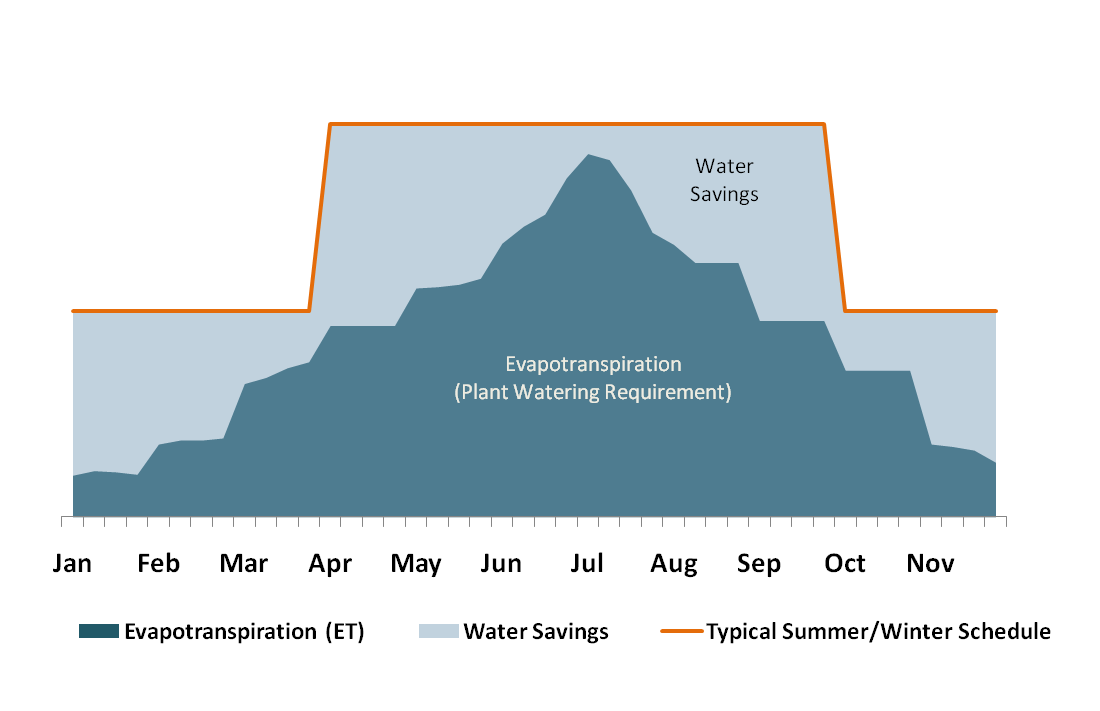 Water
Savings
Evapotranspiration
(Plant Watering Requirement)
Jan Feb Mar Apr May Jun Jul Aug Sep Oct Nov
Evapotranspiration (ET) Water Savings Typical Summer/Winter Schedule